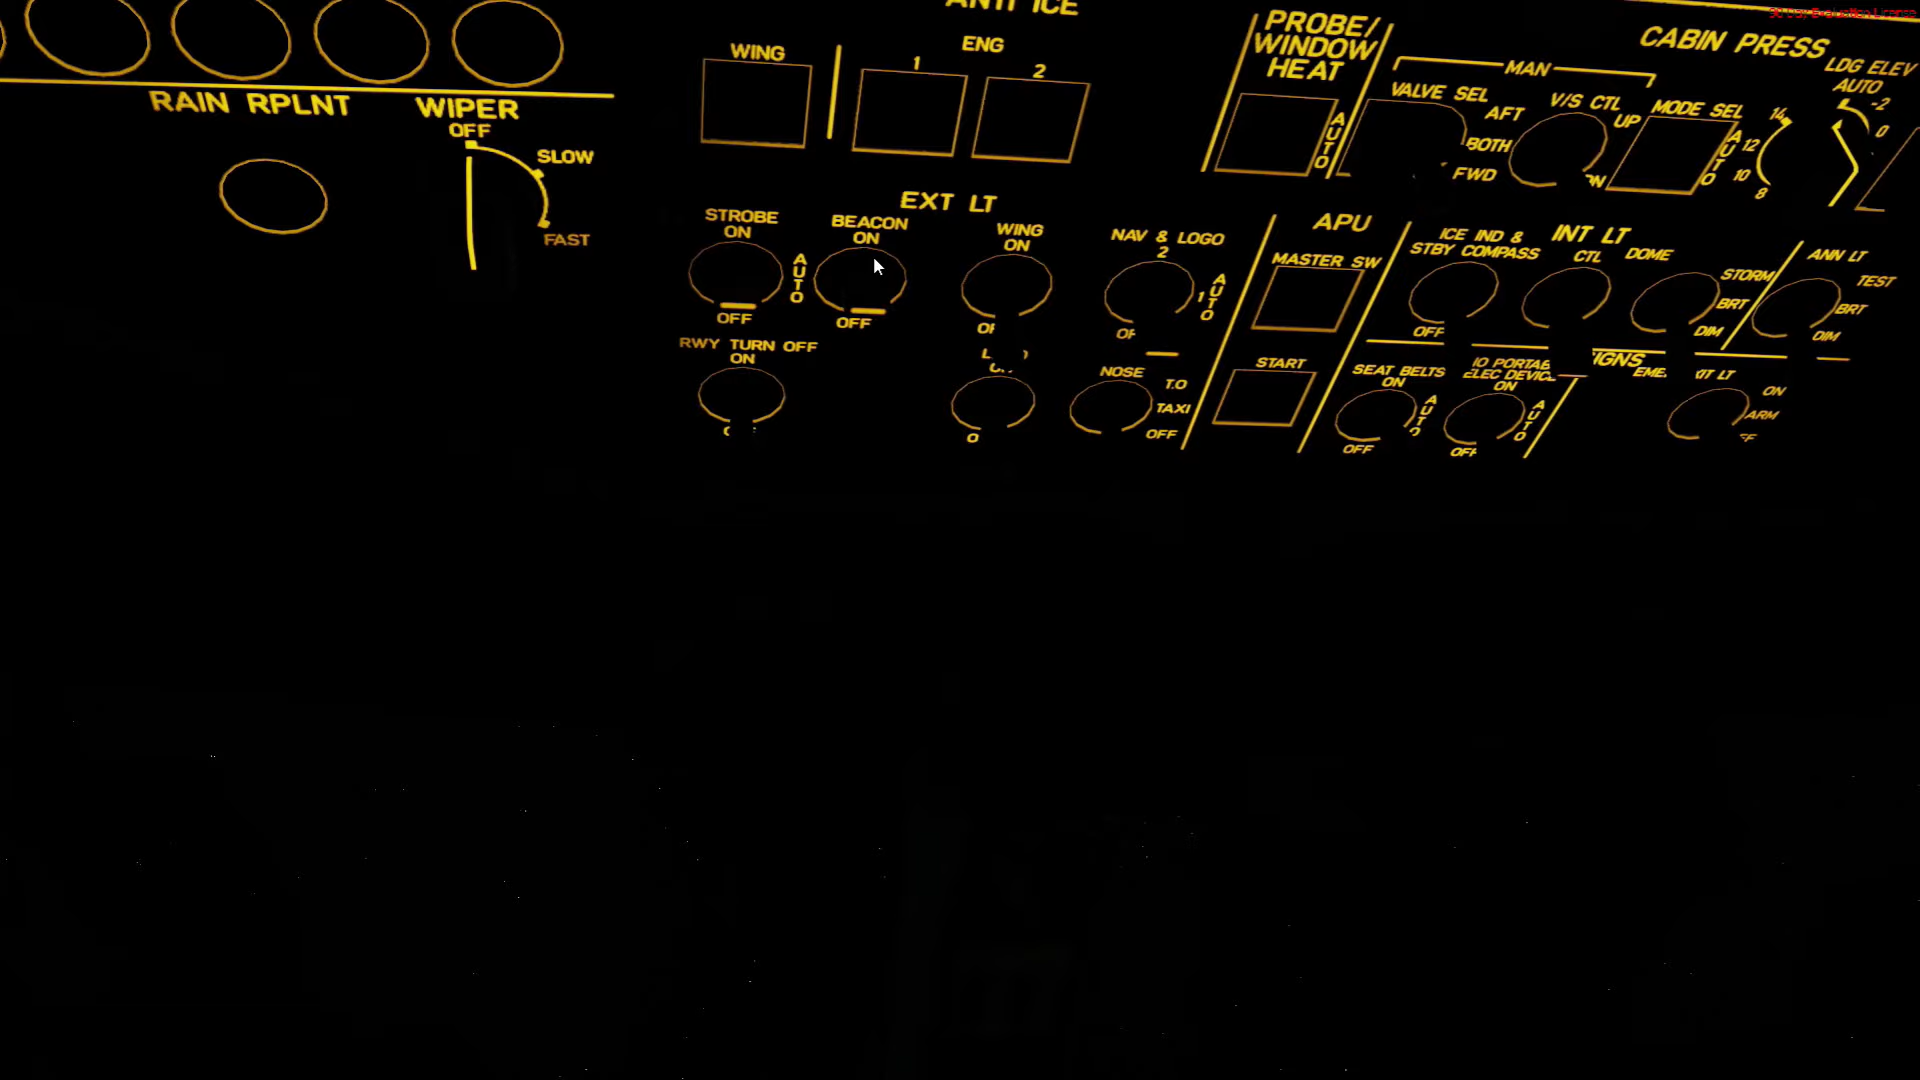 ANTI ICE
WING
ENG
1
2
PROBE/
WINDOW
HEAT
AUTO
CABIN PRESS
MAN
LDG ELEV
AUTO
-2
0
14
12
10
8
VALVE SEL
AFT
BOTH
FWD
V/S CTL
UP
MODE SEL
AUTO
RAIN RPLNT
WIPER
OFF
SLOW
FAST
EXT LT
STROBE
ON
AUTO
OFF
BEACON
ON
OFF
WING
ON
NAV & LOGO
2
1
AUTO
APU
MASTER SW
START
INT LT
ICE IND &
STBY COMPASS
OFF
CTL
DOME
STORM
BRT
DIM
ANN LT
TEST
BRT
DIM
RWY TURN OFF
ON
NOSE
T.O
TAXI
OFF
SEAT BELTS
ON
AUTO
OFF
ON
AUTO
OFF
ON
ARM